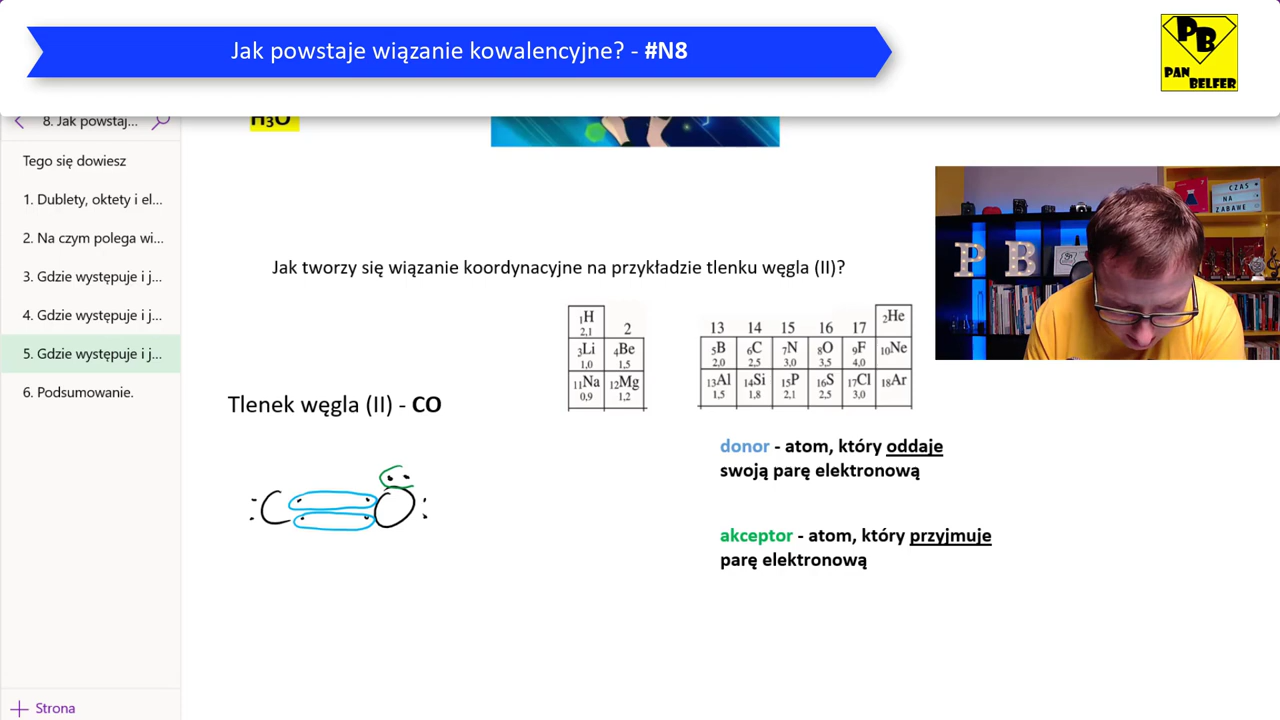 Jak powstaje wiązanie kowalencyjne? - #N8
PB
PAN
BELFER
8. Jak powstaj...
H₃O
Tego się dowiesz
1. Dublety, oktety i el...
2. Na czym polega wi...
3. Gdzie występuje i j...
4. Gdzie występuje i j...
5. Gdzie występuje i j...
6. Podsumowanie.
Strona
CZAS
NA
ZABAWE
P B
Jak tworzy się wiązanie koordynacyjne na przykładzie tlenku węgla (II)?
₁H 2 13 14 15 16 17 ₂He
2,1
₃Li ₄Be ₅B ₆C ₇N ₈O ₉F ₁₀Ne
1,0 1,5 2,0 2,5 3,0 3,5 4,0
₁₁Na ₁₂Mg ₁₃Al ₁₄Si ₁₅P ₁₆S ₁₇Cl ₁₈Ar
0,9 1,2 1,5 1,8 2,1 2,5 3,0
Tlenek węgla (II) - CO
C O
donor - atom, który oddaje
swoją parę elektronową
akceptor - atom, który przyjmuje
parę elektronową